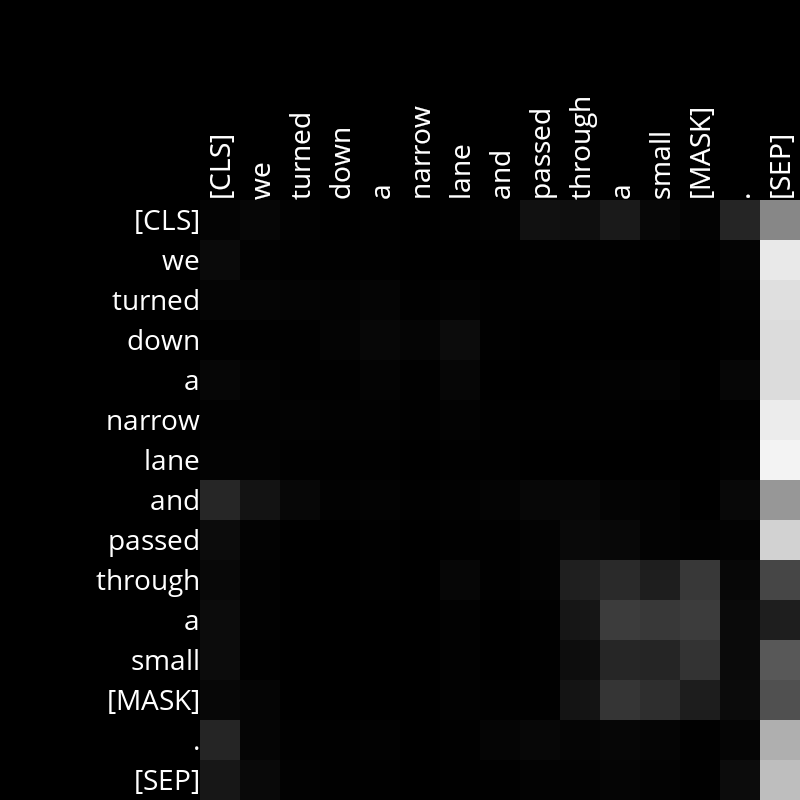 [CLS] we turned down a narrow lane and passed through a small [MASK] . [SEP]
[CLS]
we
turned
down
a
narrow
lane
and
passed
through
a
small
[MASK]
.
[SEP]